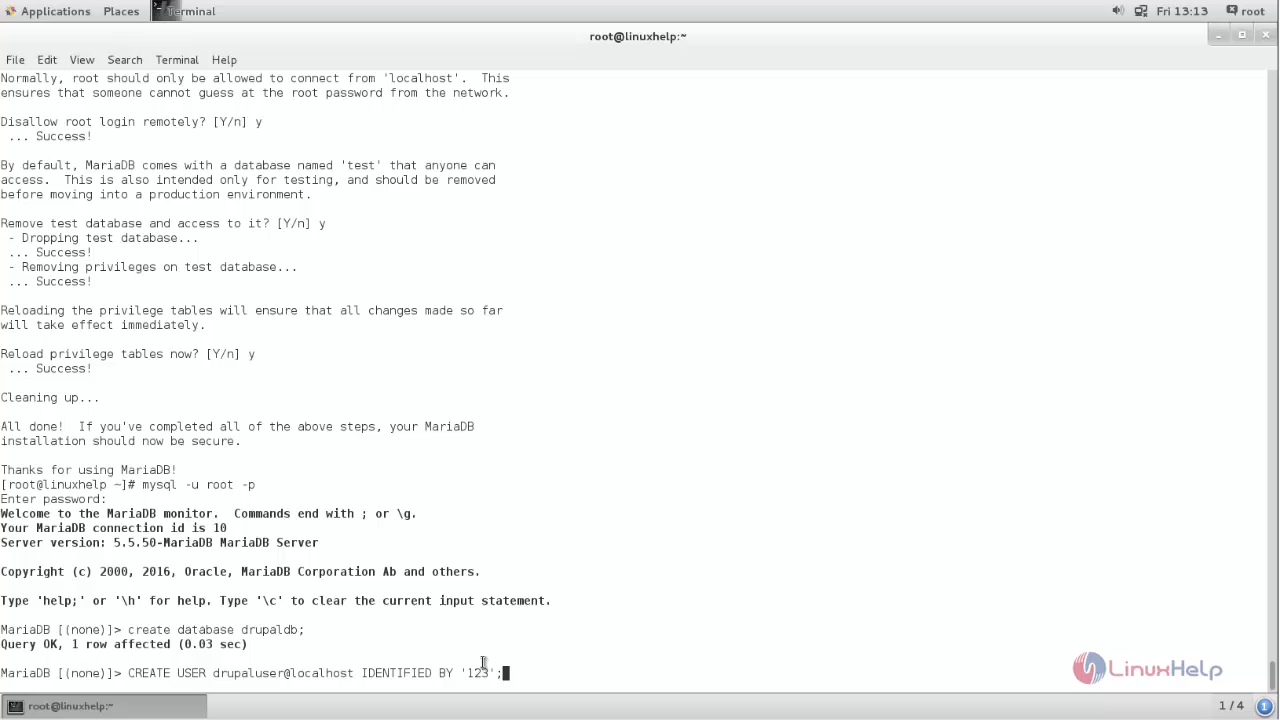 Applications Places Terminal Fri 13:13 root
root@linuxhelp:~
File Edit View Search Terminal Help
Normally, root should only be allowed to connect from 'localhost'.  This
ensures that someone cannot guess at the root password from the network.
Disallow root login remotely? [Y/n] y
 ... Success!
By default, MariaDB comes with a database named 'test' that anyone can
access.  This is also intended only for testing, and should be removed
before moving into a production environment.
Remove test database and access to it? [Y/n] y
 - Dropping test database...
 ... Success!
 - Removing privileges on test database...
 ... Success!
Reloading the privilege tables will ensure that all changes made so far
will take effect immediately.
Reload privilege tables now? [Y/n] y
 ... Success!
Cleaning up...
All done!  If you've completed all of the above steps, your MariaDB
installation should now be secure.
Thanks for using MariaDB!
[root@linuxhelp ~]# mysql -u root -p
Enter password:
Welcome to the MariaDB monitor.  Commands end with ; or \g.
Your MariaDB connection id is 10
Server version: 5.5.50-MariaDB MariaDB Server
Copyright (c) 2000, 2016, Oracle, MariaDB Corporation Ab and others.
Type 'help;' or '\h' for help. Type '\c' to clear the current input statement.
MariaDB [(none)]> create database drupaldb;
Query OK, 1 row affected (0.03 sec)
MariaDB [(none)]> CREATE USER drupaluser@localhost IDENTIFIED BY '123';
LinuxHelp
root@linuxhelp:~ 1 / 4 1